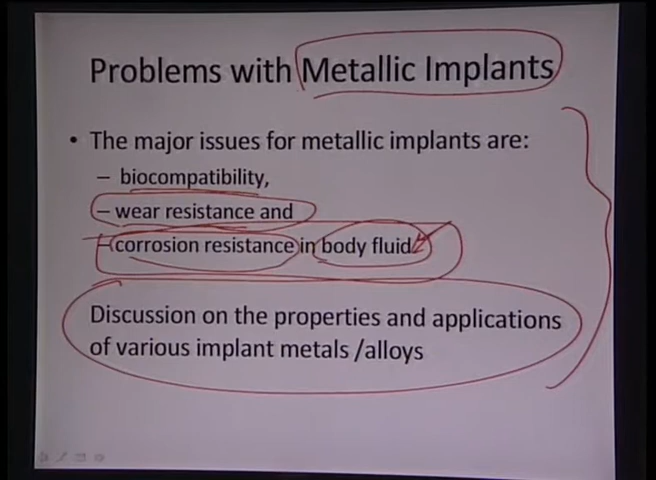 Problems with Metallic Implants
• The major issues for metallic implants are:
– biocompatibility,
– wear resistance and
– corrosion resistance in body fluid
Discussion on the properties and applications
of various implant metals /alloys